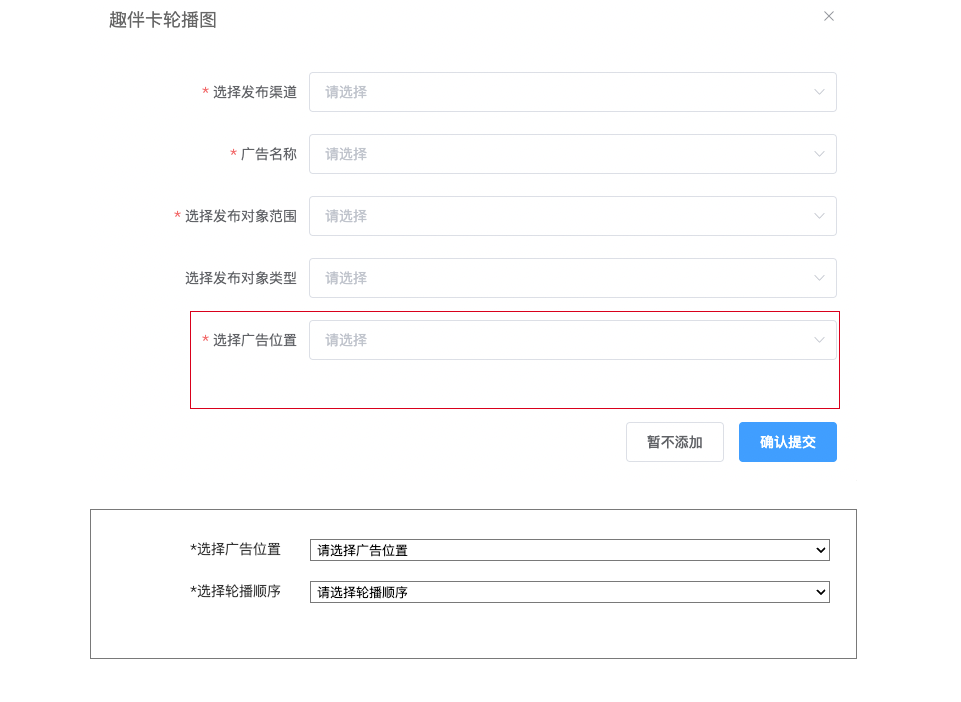 趣伴卡轮播图
* 选择发布渠道 请选择
* 广告名称 请选择
* 选择发布对象范围 请选择
选择发布对象类型 请选择
* 选择广告位置 请选择
暂不添加 确认提交
*选择广告位置 请选择广告位置
*选择轮播顺序 请选择轮播顺序